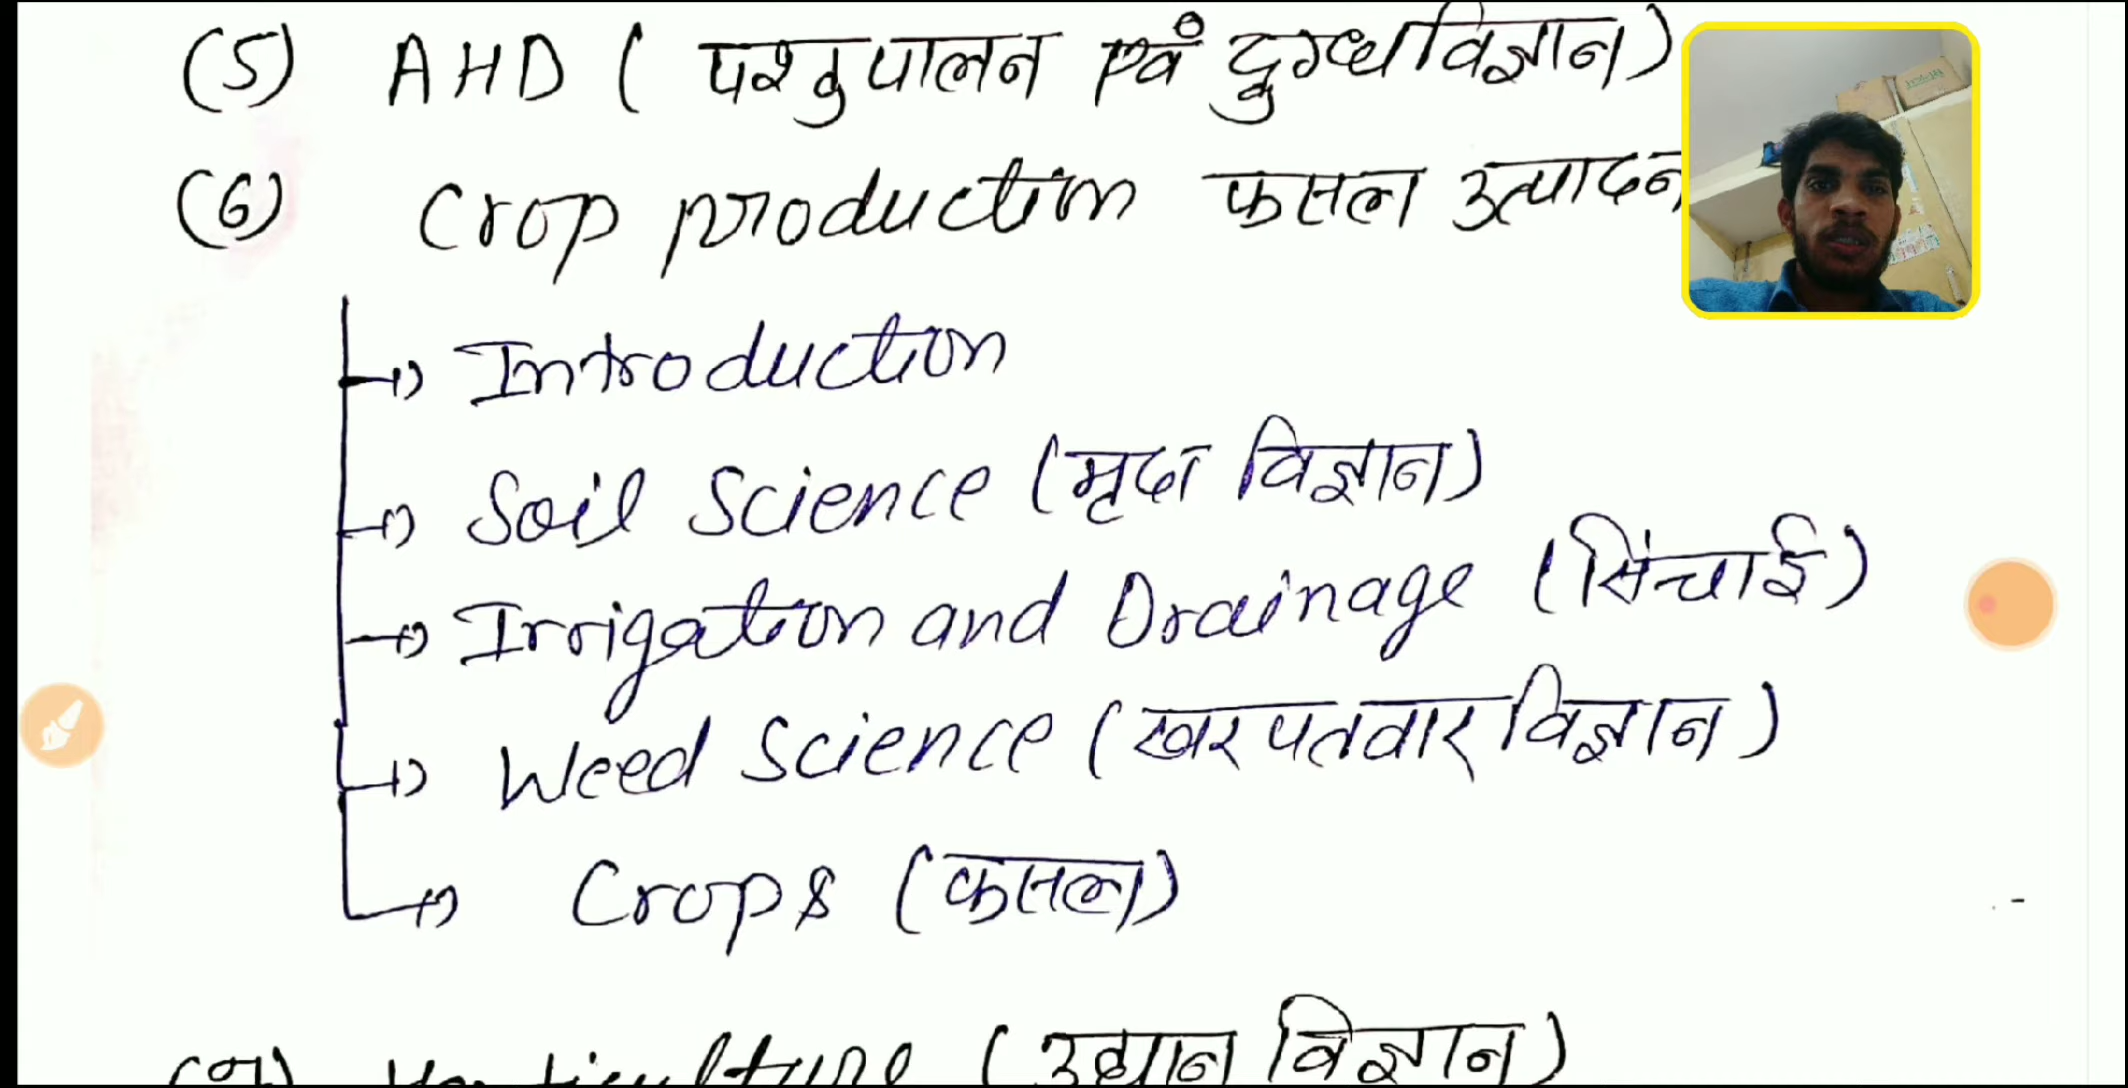 (5) AHD ( पशुपालन एवं दुग्धविज्ञान)
(6) Crop production फसल उत्पादन
Introduction
Soil Science (मृदा विज्ञान)
Irrigation and Drainage (सिंचाई)
Weed Science (खरपतवार विज्ञान)
Crops (फसल)
Horticulture (उद्यान विज्ञान)